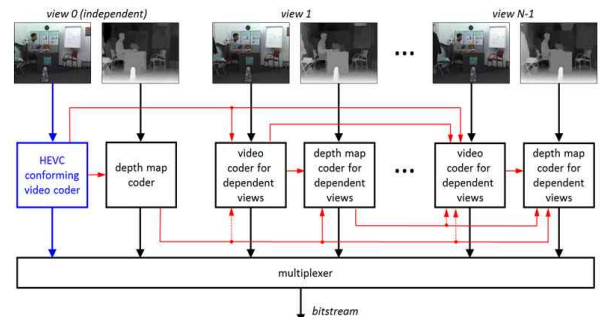 view 0 (independent)
view 1
view N-1
HEVC
conforming
video coder
depth map
coder
video
coder for
dependent
views
depth map
coder for
dependent
views
video
coder for
dependent
views
depth map
coder for
dependent
views
multiplexer
bitstream